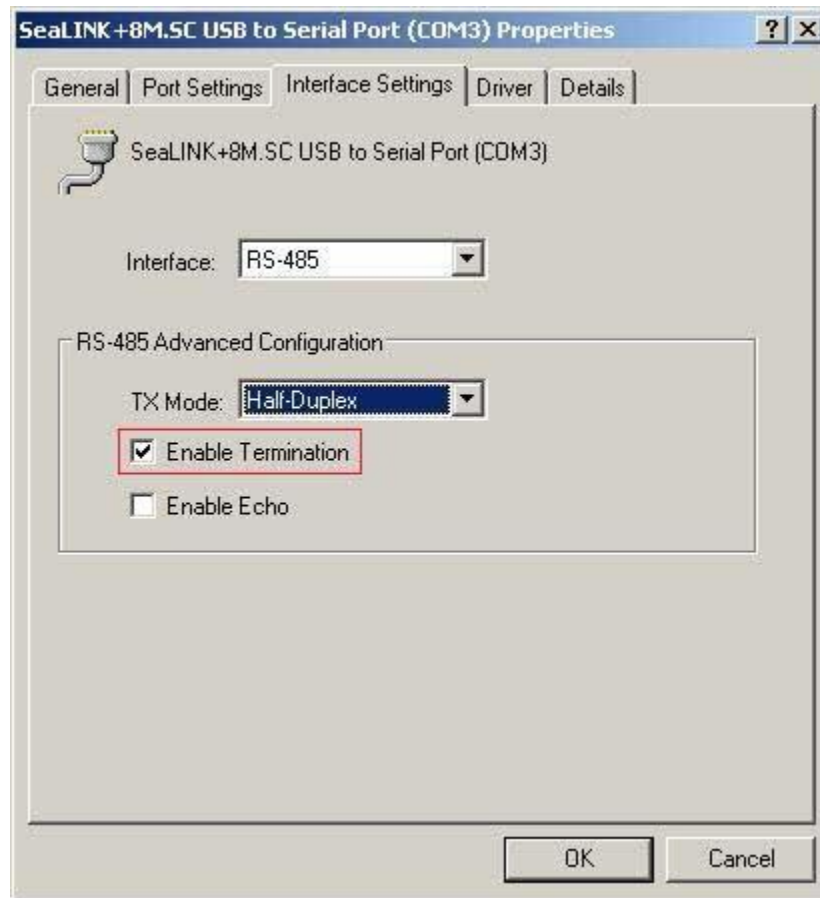 SeaLINK+8M.SC USB to Serial Port (COM3) Properties
General Port Settings Interface Settings Driver Details
SeaLINK+8M.SC USB to Serial Port (COM3)
Interface: RS-485
RS-485 Advanced Configuration
TX Mode: Half-Duplex
Enable Termination
Enable Echo
OK Cancel